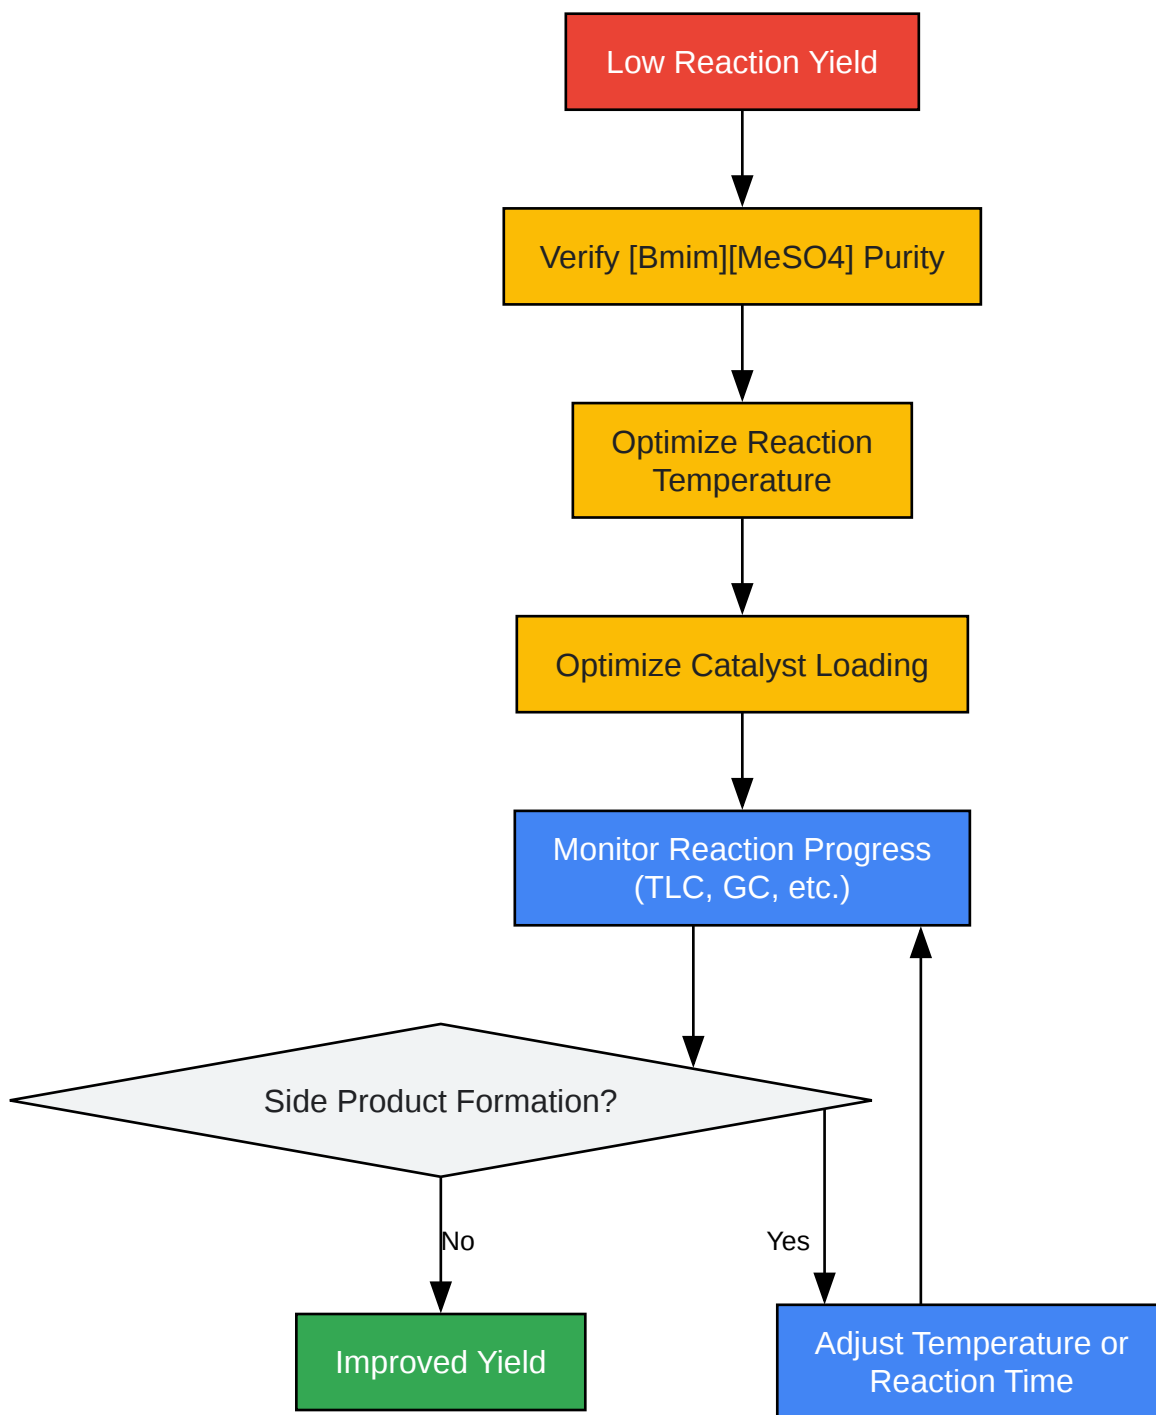 Low Reaction Yield
Verify [Bmim][MeSO4] Purity
Optimize Reaction
Temperature
Optimize Catalyst Loading
Monitor Reaction Progress
(TLC, GC, etc.)
Side Product Formation?
No
Yes
Improved Yield
Adjust Temperature or
Reaction Time